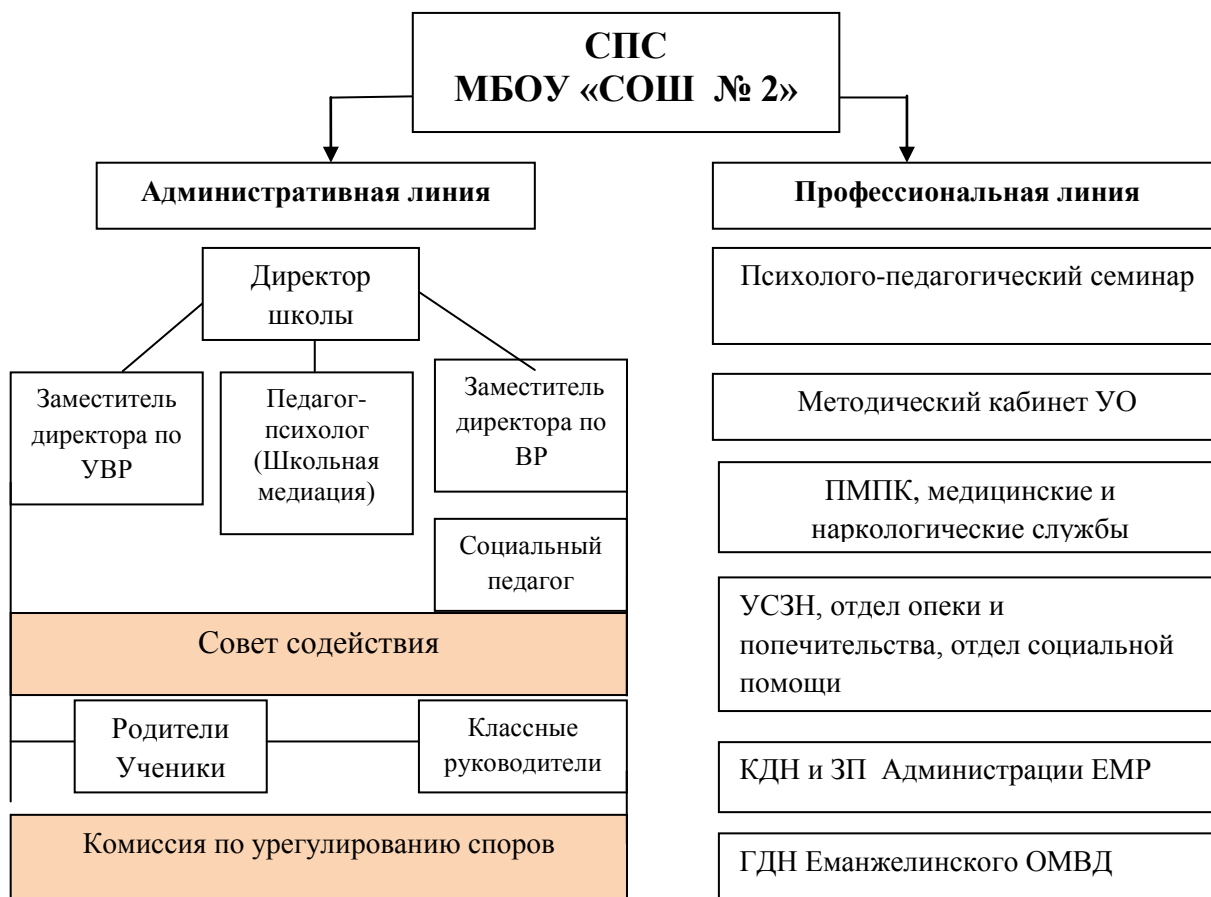 СПС
МБОУ «СОШ № 2»
Административная линия
Директор
школы
Заместитель
директора по
УВР
Педагог-
психолог
(Школьная
медиация)
Заместитель
директора по
ВР
Социальный
педагог
Совет содействия
Родители
Ученики
Классные
руководители
Комиссия по урегулированию споров
Профессиональная линия
Психолого-педагогический семинар
Методический кабинет УО
ПМПК, медицинские и
наркологические службы
УСЗН, отдел опеки и
попечительства, отдел социальной
помощи
КДН и ЗП Администрации ЕМР
ГДН Еманжелинского ОМВД